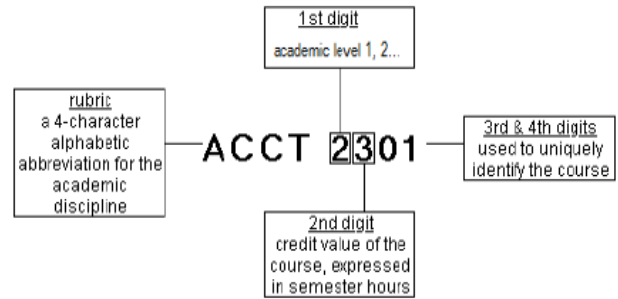 1st digit
academic level 1, 2...
rubric
a 4-character
alphabetic
abbreviation for the
academic
discipline
ACCT 2301
3rd & 4th digits
used to uniquely
identify the course
2nd digit
credit value of the
course, expressed
in semester hours